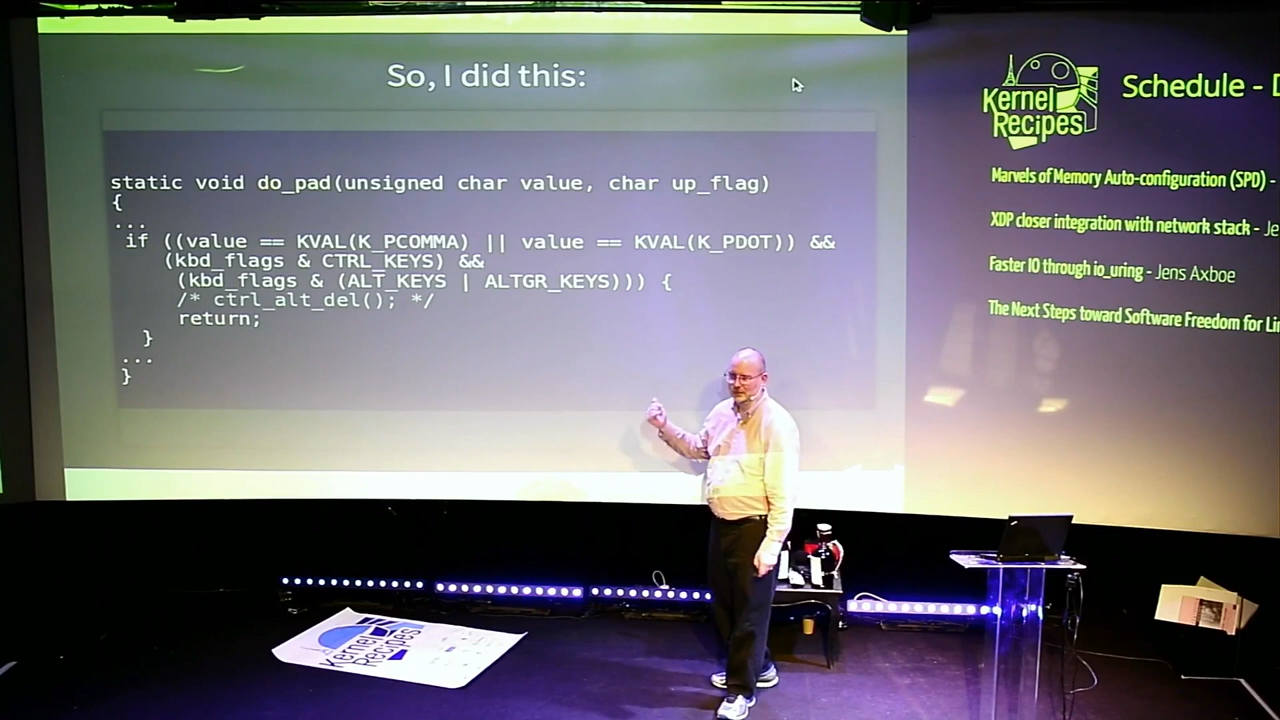 So, I did this:
static void do_pad(unsigned char value, char up_flag)
{
...
if ((value == KVAL(K_PCOMMA) || value == KVAL(K_PDOT)) &&
(kbd_flags & CTRL_KEYS) &&
(kbd_flags & (ALT_KEYS | ALTGR_KEYS))) {
/* ctrl_alt_del(); */
return;
}
...
}
Kernel
Recipes
Schedule -
Marvels of Memory Auto-configuration (SPD) -
XDP closer integration with network stack - Je
Faster IO through io_uring - Jens Axboe
The Next Steps toward Software Freedom for Li
Kernel
Recipes